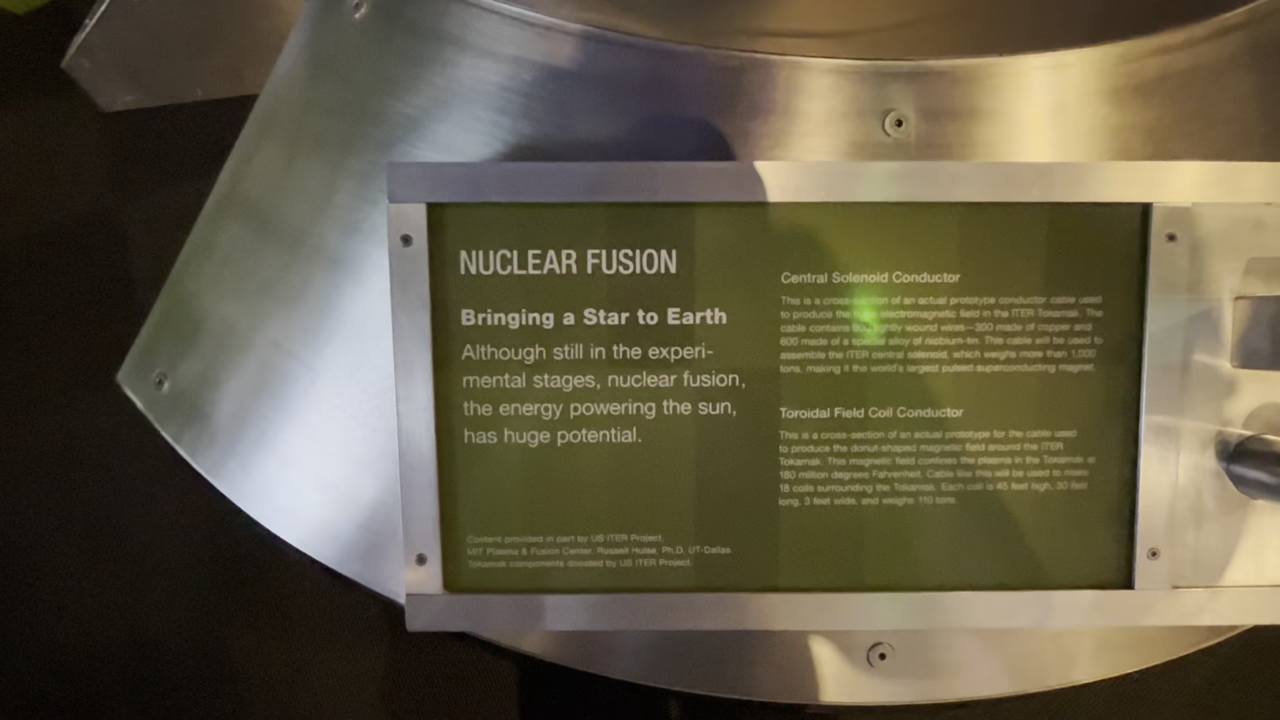 NUCLEAR FUSION
Bringing a Star to Earth
Although still in the experi-
mental stages, nuclear fusion,
the energy powering the sun,
has huge potential.
Content provided in part by US ITER Project,
MIT Plasma & Fusion Center, Russell Hulse, Ph.D. UT-Dallas.
Tokamak components donated by US ITER Project.
Central Solenoid Conductor
This is a cross-section of an actual prototype conductor cable used
to produce the electromagnetic field in the ITER Tokamak. The
cable contains tightly wound wires—300 made of copper and
600 made of a special alloy of niobium-tin. This cable will be used to
assemble the ITER central solenoid, which weighs more than 1,000
tons, making it the world's largest pulsed superconducting magnet.
Toroidal Field Coil Conductor
This is a cross-section of an actual prototype for the cable used
to produce the donut-shaped magnetic field around the ITER
Tokamak. This magnetic field confines the plasma in the Tokamak at
180 million degrees Fahrenheit. Cable like this will be used to make
18 coils surrounding the Tokamak. Each coil is 45 feet high, 30 feet
long, 3 feet wide, and weighs 110 tons.